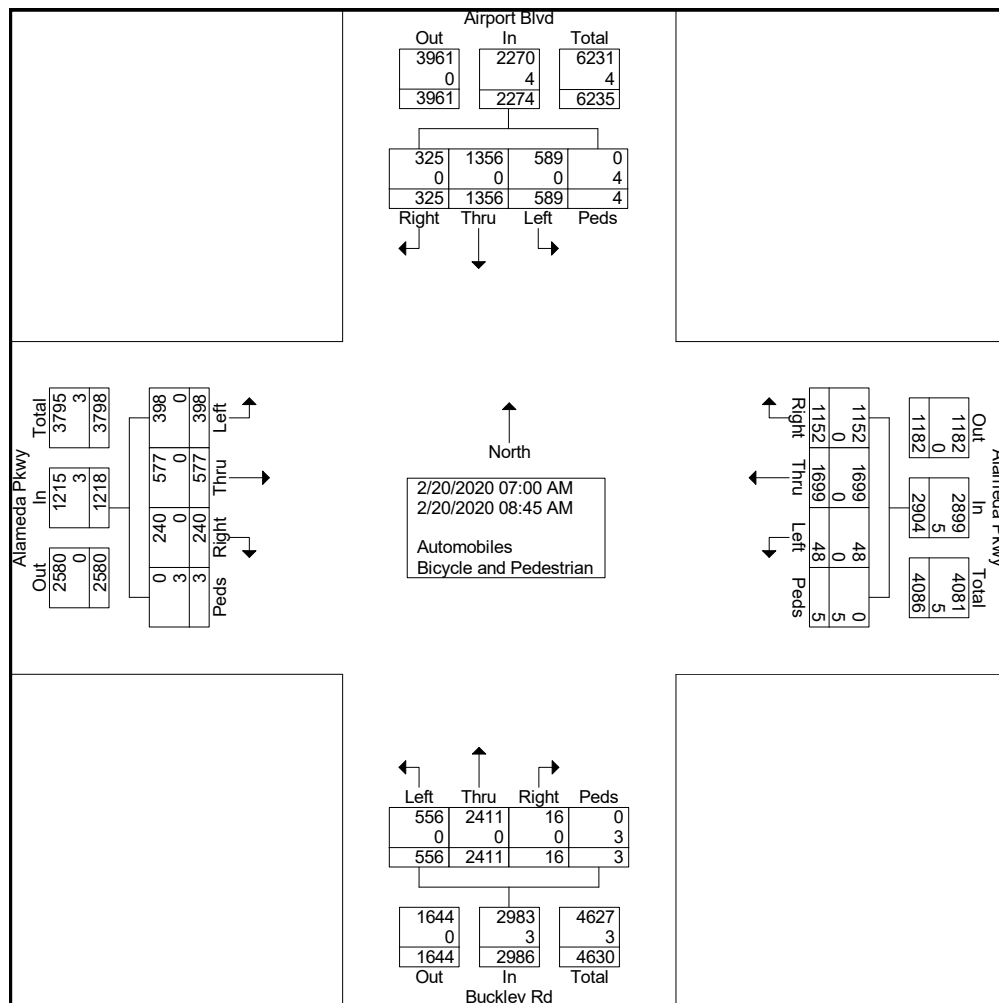 Airport Blvd
Out In Total
3961 2270 6231
0 4 4
3961 2274 6235
325 1356 589 0
0 0 0 4
325 1356 589 4
Right Thru Left Peds
Alameda Pkwy
Total In Out
3795 1215 2580
3 3 0
3798 1218 2580
398 577 240 0
0 0 0 3
398 577 240 3
Left Thru Right Peds
North
2/20/2020 07:00 AM
2/20/2020 08:45 AM
Automobiles
Bicycle and Pedestrian
Right Thru Left Peds
1152 1699 48 5
0 0 0 5
1152 1699 48 0
Out In Total
1182 2899 4081
0 5 5
1182 2904 4086
Alameda Pkwy
Left Thru Right Peds
556 2411 16 0
0 0 0 3
556 2411 16 3
1644 2983 4627
0 3 3
1644 2986 4630
Out In Total
Buckley Rd